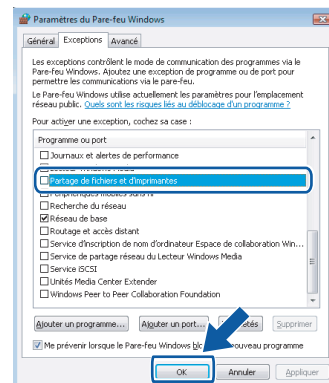 Paramètres du Pare-feu Windows
Général Exceptions Avancé
Les exceptions contrôlent le mode de communication des programmes via le
Pare-feu Windows. Ajoutez une exception de programme ou de port pour
permettre les communications via le pare-feu.
Le Pare-feu Windows utilise actuellement les paramètres pour l'emplacement
réseau public. Quels sont les risques liés au déblocage d'un programme ?
Pour activer une exception, cochez sa case :
Programme ou port
Journaux et alertes de performance
Partage de fichiers et d'imprimantes
Recherche du réseau
Réseau de base
Routage et accès distant
Service d'inscription de nom d'ordinateur Espace de collaboration Win...
Service de partage réseau du Lecteur Windows Media
Service iSCSI
Unités Media Center Extender
Windows Peer to Peer Collaboration Foundation
Ajouter un programme... Ajouter un port... Supprimer
Me prévenir lorsque le Pare-feu Windows nouveau programme
OK Annuler Appliquer